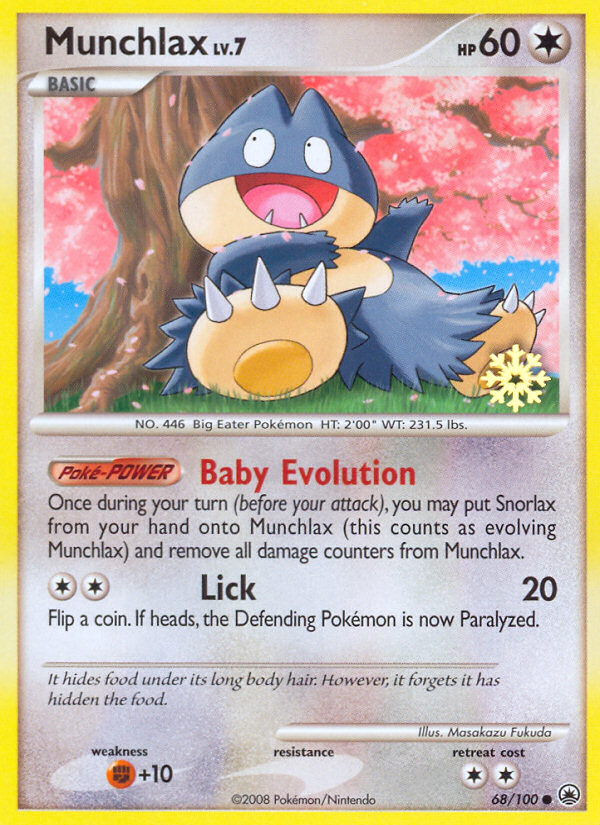 Munchlax LV.7
HP 60
BASIC
NO. 446 Big Eater Pokémon HT: 2'00" WT: 231.5 lbs.
Poké-POWER Baby Evolution
Once during your turn (before your attack), you may put Snorlax
from your hand onto Munchlax (this counts as evolving
Munchlax) and remove all damage counters from Munchlax.
Lick 20
Flip a coin. If heads, the Defending Pokémon is now Paralyzed.
It hides food under its long body hair. However, it forgets it has
hidden the food.
Illus. Masakazu Fukuda
weakness resistance retreat cost
+10
©2008 Pokémon/Nintendo 68/100